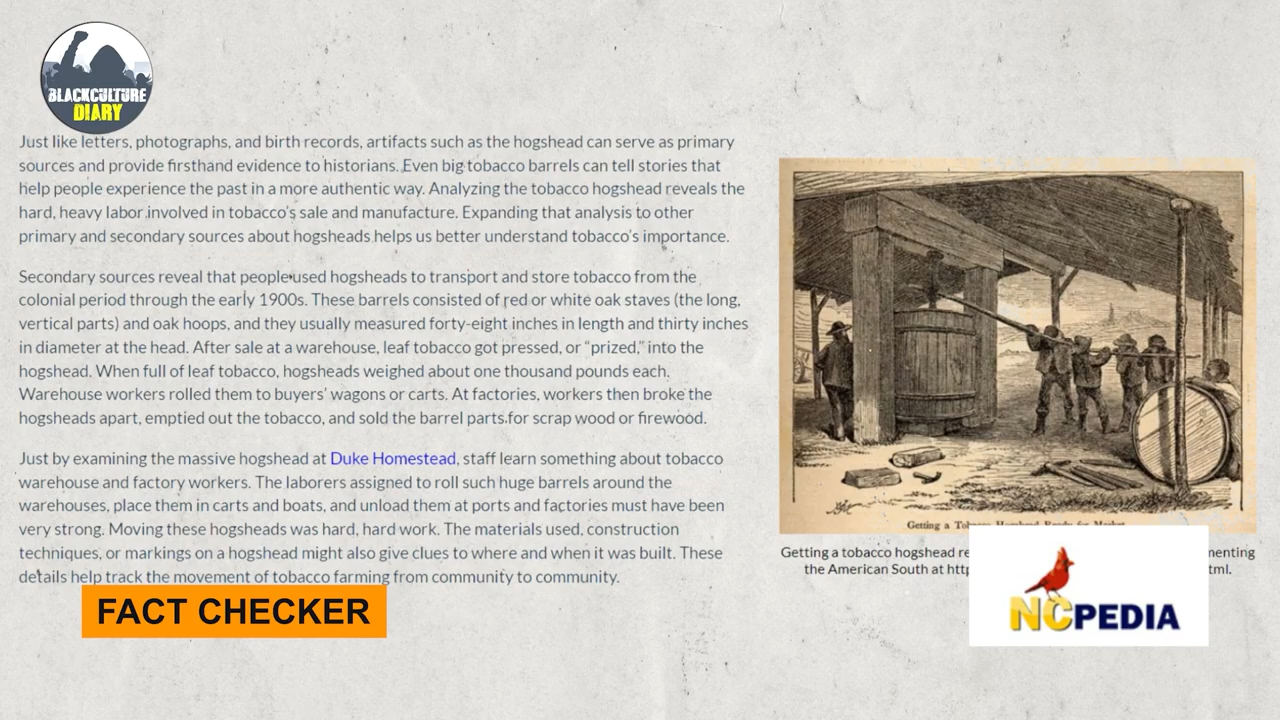 BLACKCULTURE
DIARY
Just like letters, photographs, and birth records, artifacts such as the hogshead can serve as primary
sources and provide firsthand evidence to historians. Even big tobacco barrels can tell stories that
help people experience the past in a more authentic way. Analyzing the tobacco hogshead reveals the
hard, heavy labor involved in tobacco's sale and manufacture. Expanding that analysis to other
primary and secondary sources about hogsheads helps us better understand tobacco's importance.
Secondary sources reveal that people used hogsheads to transport and store tobacco from the
colonial period through the early 1900s. These barrels consisted of red or white oak staves (the long,
vertical parts) and oak hoops, and they usually measured forty-eight inches in length and thirty inches
in diameter at the head. After sale at a warehouse, leaf tobacco got pressed, or “prized,” into the
hogshead. When full of leaf tobacco, hogsheads weighed about one thousand pounds each.
Warehouse workers rolled them to buyers' wagons or carts. At factories, workers then broke the
hogsheads apart, emptied out the tobacco, and sold the barrel parts for scrap wood or firewood.
Just by examining the massive hogshead at Duke Homestead, staff learn something about tobacco
warehouse and factory workers. The laborers assigned to roll such huge barrels around the
warehouses, place them in carts and boats, and unload them at ports and factories must have been
very strong. Moving these hogsheads was hard, hard work. The materials used, construction
techniques, or markings on a hogshead might also give clues to where and when it was built. These
details help track the movement of tobacco farming from community to community.
FACT CHECKER
Getting a Tobacco Hogshead Ready for Market
Getting a tobacco hogshead re menting
the American South at http tml.
NCPEDIA